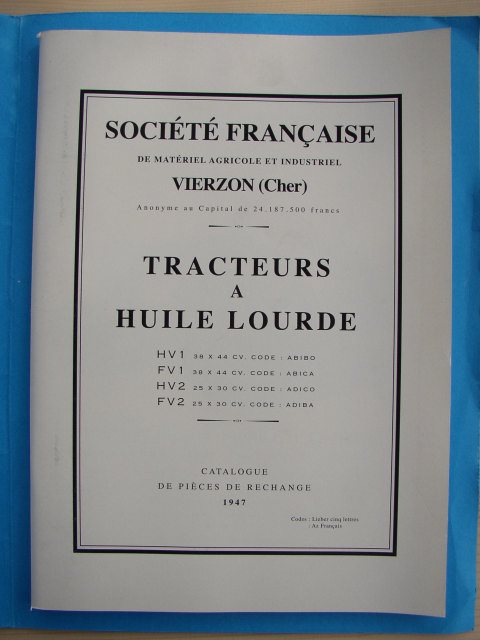 SOCIÉTÉ FRANÇAISE
DE MATÉRIEL AGRICOLE ET INDUSTRIEL
VIERZON (Cher)
Anonyme au Capital de 24.187.500 francs
TRACTEURS
A
HUILE LOURDE
HV1 38 X 44 CV. CODE : ABIBO
FV1 38 X 44 CV. CODE : ABICA
HV2 25 X 30 CV. CODE : ADICO
FV2 25 X 30 CV. CODE : ADIBA
CATALOGUE
DE PIÈCES DE RECHANGE
1947
Codes : Lieber cinq lettres
: Az Français